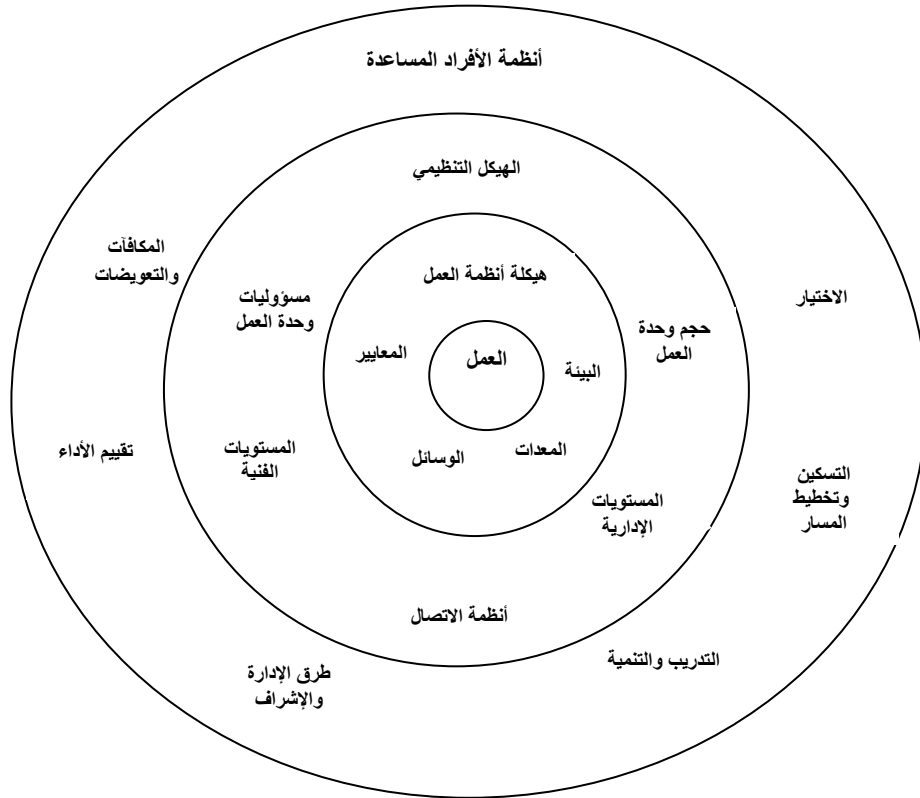 أنظمة الأفراد المساعدة
الهيكل التنظيمي
المكافآت
والتعويضات
هيكلة أنظمة العمل
الاختيار
مسؤوليات
وحدة العمل
حجم وحدة
العمل
العمل
المعايير
البيئة
المعدات
الوسائل
تقييم الأداء
المستويات
الفنية
التسكين
وتخطيط
المسار
المستويات
الإدارية
أنظمة الاتصال
التدريب والتنمية
طرق الإدارة
والإشراف